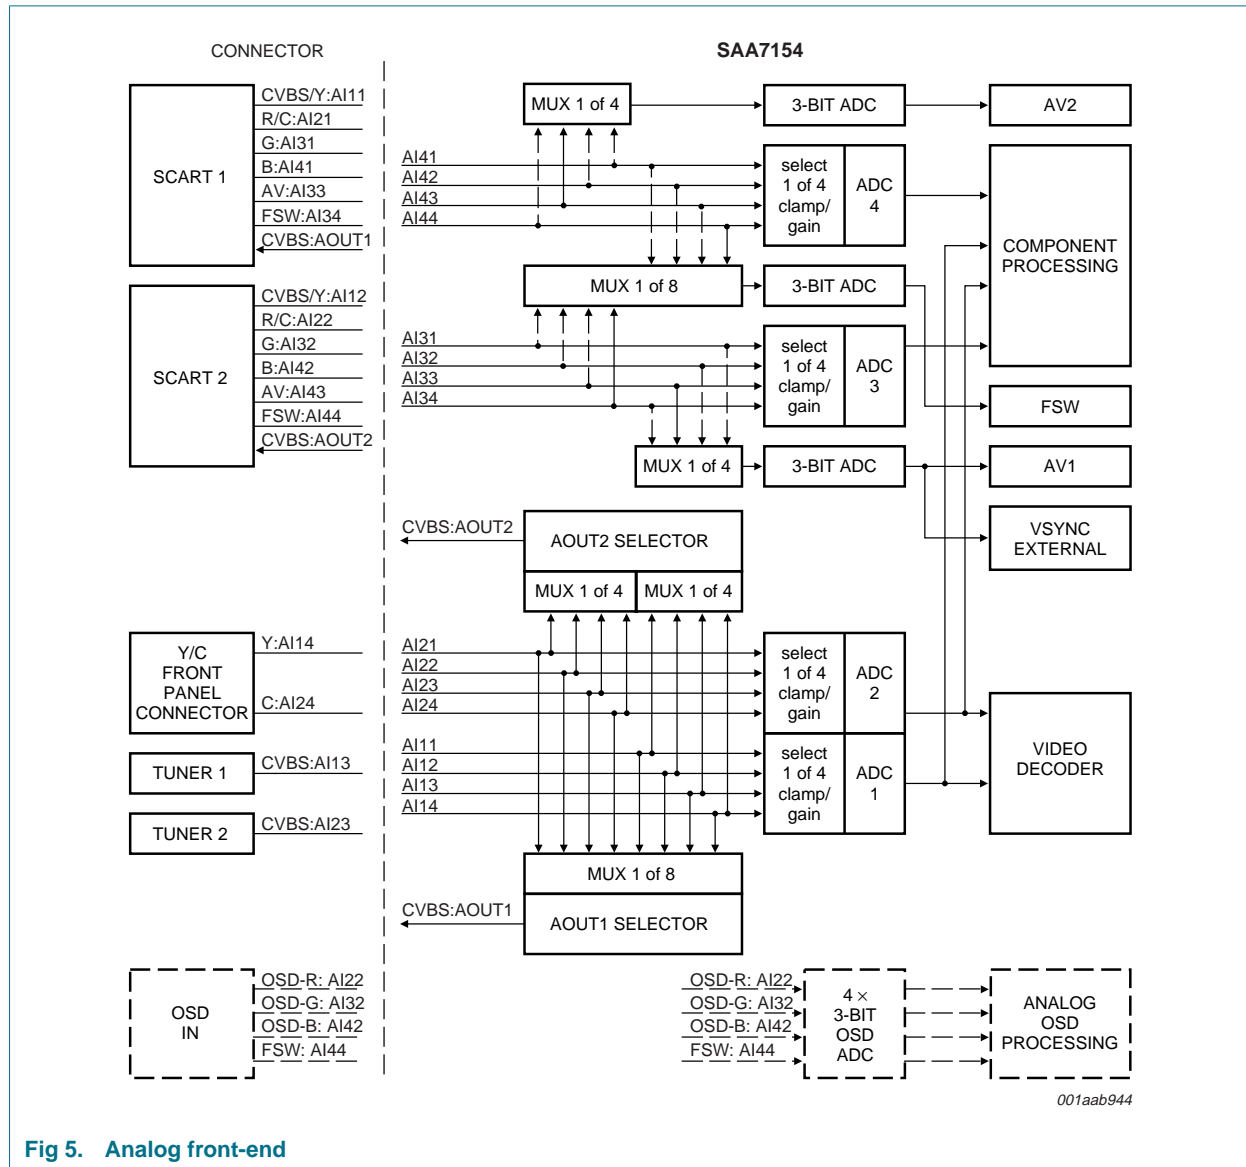 CONNECTOR
SAA7154
SCART 1
CVBS/Y:AI11
R/C:AI21
G:AI31
B:AI41
AV:AI33
FSW:AI34
CVBS:AOUT1
SCART 2
CVBS/Y:AI12
R/C:AI22
G:AI32
B:AI42
AV:AI43
FSW:AI44
CVBS:AOUT2
MUX 1 of 4
3-BIT ADC
AV2
AI41
AI42
AI43
AI44
select
1 of 4
clamp/
gain
ADC
4
COMPONENT
PROCESSING
MUX 1 of 8
3-BIT ADC
AI31
AI32
AI33
AI34
select
1 of 4
clamp/
gain
ADC
3
FSW
MUX 1 of 4
3-BIT ADC
AV1
VSYNC
EXTERNAL
CVBS:AOUT2
AOUT2 SELECTOR
MUX 1 of 4
MUX 1 of 4
Y/C
FRONT
PANEL
CONNECTOR
Y:AI14
C:AI24
TUNER 1
CVBS:AI13
TUNER 2
CVBS:AI23
AI21
AI22
AI23
AI24
select
1 of 4
clamp/
gain
ADC
2
AI11
AI12
AI13
AI14
select
1 of 4
clamp/
gain
ADC
1
VIDEO
DECODER
MUX 1 of 8
AOUT1 SELECTOR
CVBS:AOUT1
OSD
IN
OSD-R: AI22
OSD-G: AI32
OSD-B: AI42
FSW: AI44
OSD-R: AI22
OSD-G: AI32
OSD-B: AI42
FSW: AI44
4 ×
3-BIT
OSD
ADC
ANALOG
OSD
PROCESSING
001aab944
Fig 5. Analog front-end